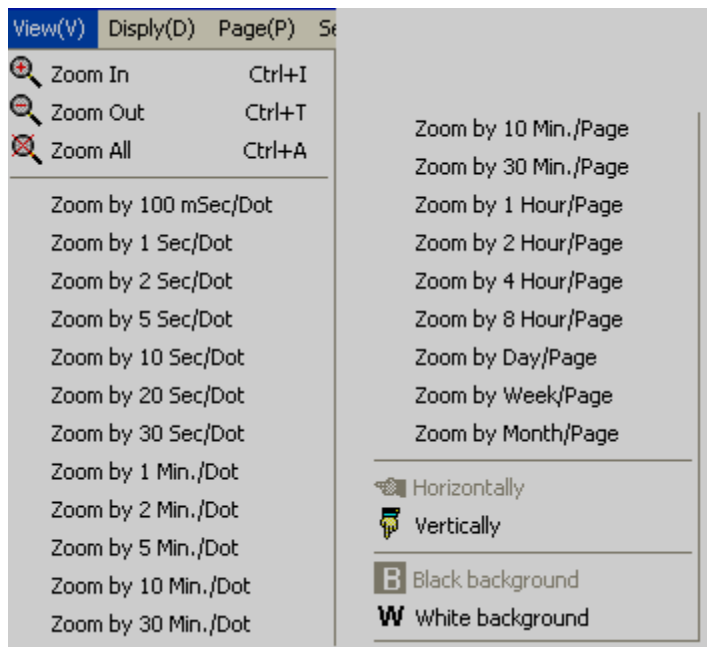 View(V) Disply(D) Page(P) Se
Zoom In Ctrl+I
Zoom Out Ctrl+T
Zoom All Ctrl+A
Zoom by 100 mSec/Dot
Zoom by 1 Sec/Dot
Zoom by 2 Sec/Dot
Zoom by 5 Sec/Dot
Zoom by 10 Sec/Dot
Zoom by 20 Sec/Dot
Zoom by 30 Sec/Dot
Zoom by 1 Min./Dot
Zoom by 2 Min./Dot
Zoom by 5 Min./Dot
Zoom by 10 Min./Dot
Zoom by 30 Min./Dot
Zoom by 10 Min./Page
Zoom by 30 Min./Page
Zoom by 1 Hour/Page
Zoom by 2 Hour/Page
Zoom by 4 Hour/Page
Zoom by 8 Hour/Page
Zoom by Day/Page
Zoom by Week/Page
Zoom by Month/Page
Horizontally
Vertically
B Black background
W White background